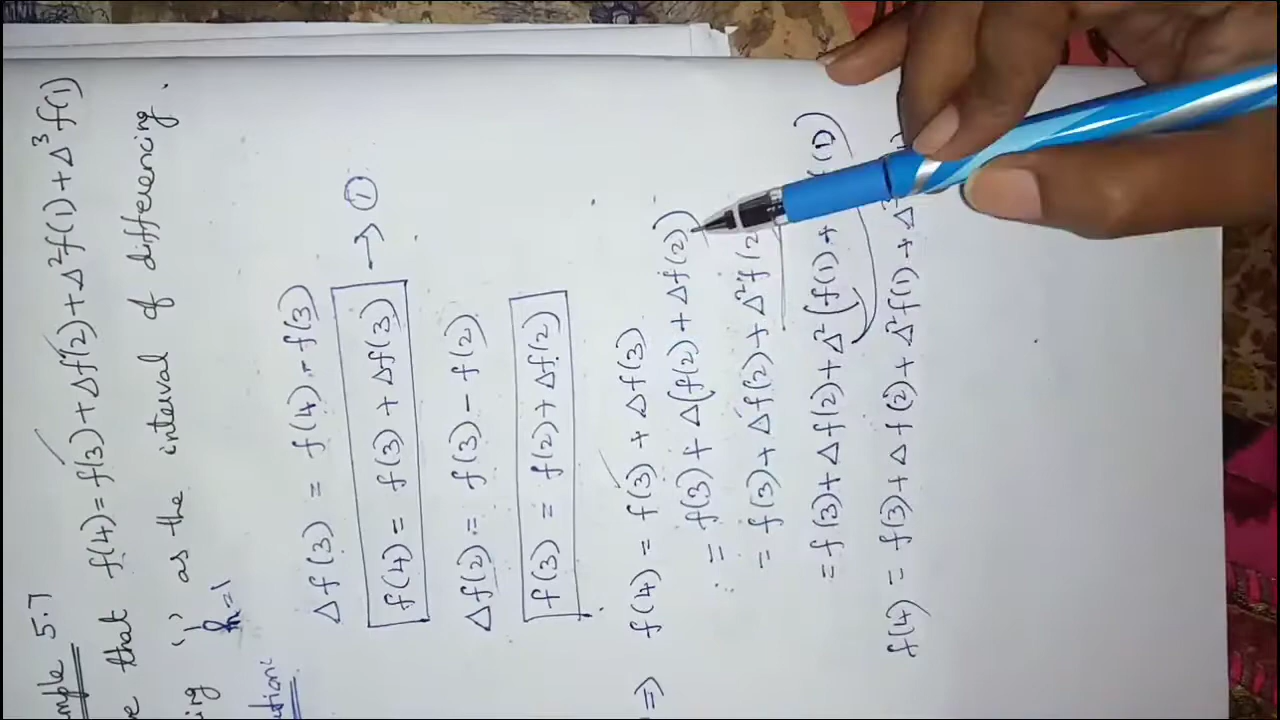 mple 5.7
e that f(4) = f(3) + Δf(2) + Δ²f(1) + Δ³f(1)
ing '1' as the interval of differencing.
h=1
ution:
Δf(3) = f(4) - f(3)
f(4) = f(3) + Δf(3) → ①
Δf(2) = f(3) - f(2)
f(3) = f(2) + Δf(2)
=) f(4) = f(3) + Δf(3)
= f(3) + Δ(f(2) + Δf(2))
= f(3) + Δf(2) + Δ²f(2
= f(3) + Δf(2) + Δ²(f(1) + (1))
f(4) = f(3) + Δf(2) + Δ²f(1) + Δ³